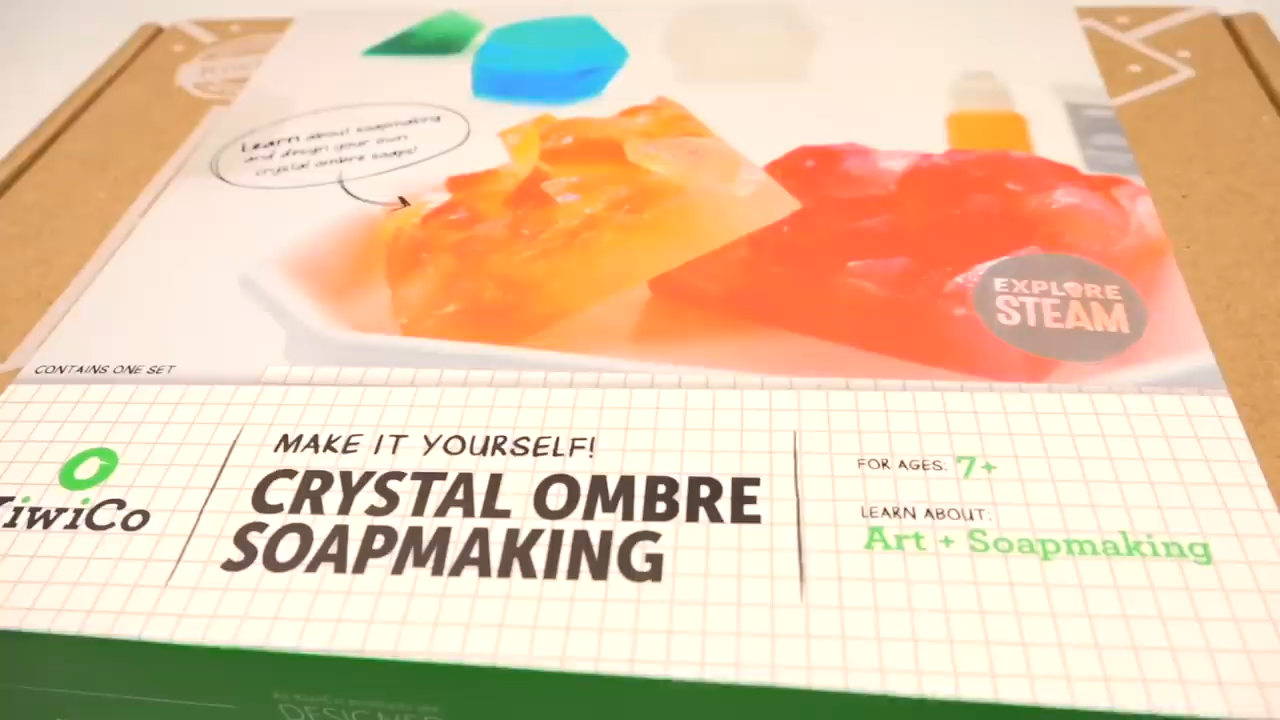 Learn about soapmaking
and design your own
crystal ombre soaps!
EXPLORE
STEAM
CONTAINS ONE SET
MAKE IT YOURSELF!
CRYSTAL OMBRE
SOAPMAKING
KiwiCo
FOR AGES: 7+
LEARN ABOUT:
Art + Soapmaking